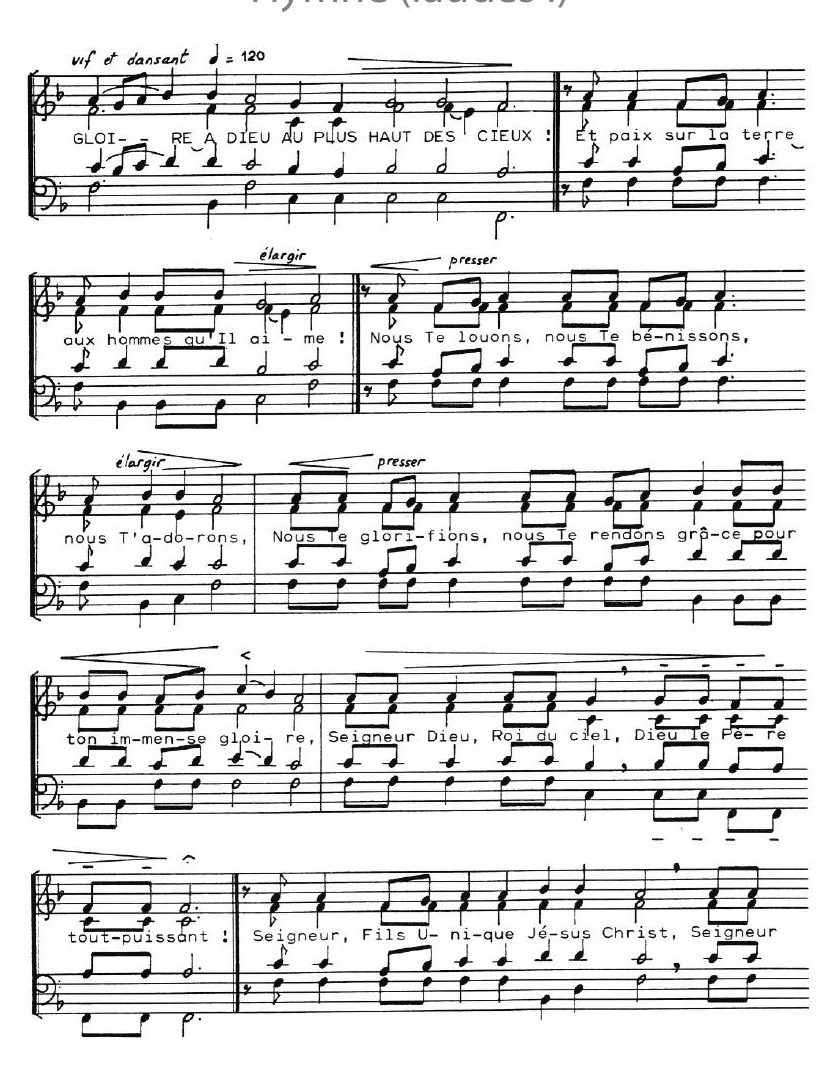 Hymne (laudes I)
vif et dansant = 120
GLOI- - RE A DIEU AU PLUS HAUT DES CIEUX ! Et paix sur la terre
élargir presser
aux hommes qu'Il ai - me ! Nous Te louons, nous Te bé-nissons,
élargir presser
nous T'a-do-rons, Nous Te glori-fions, nous Te rendons grâ-ce pour
ton im-men-se gloi- re, Seigneur Dieu, Roi du ciel, Dieu le Pè- re
tout-puissant ! Seigneur, Fils U- ni-que Jé-sus Christ, Seigneur